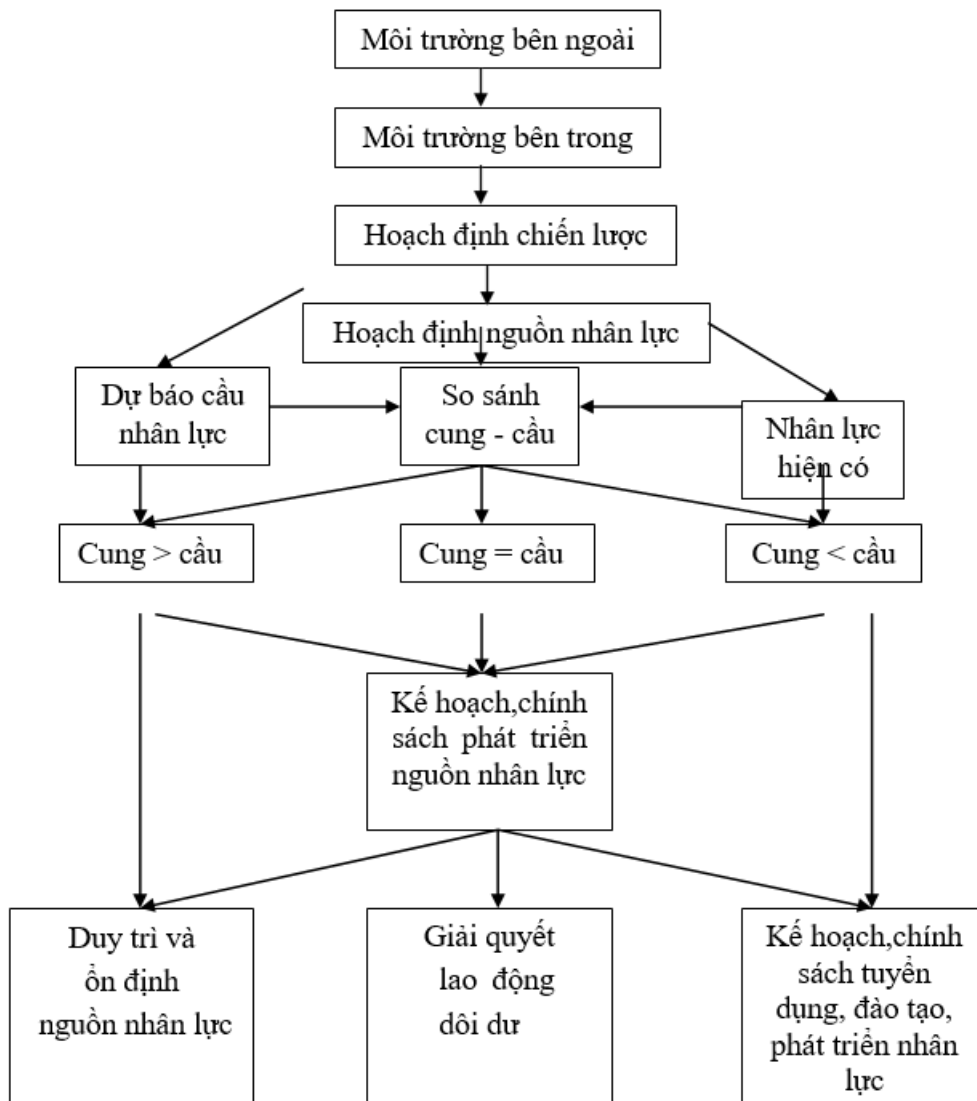 Môi trường bên ngoài
Môi trường bên trong
Hoạch định chiến lược
Hoạch định nguồn nhân lực
Dự báo cầu
nhân lực
So sánh
cung - cầu
Nhân lực
hiện có
Cung > cầu
Cung = cầu
Cung < cầu
Kế hoạch,chính
sách phát triển
nguồn nhân lực
Duy trì và
ổn định
nguồn nhân lực
Giải quyết
lao động
dôi dư
Kế hoạch,chính
sách tuyển
dụng, đào tạo,
phát triển nhân
lực